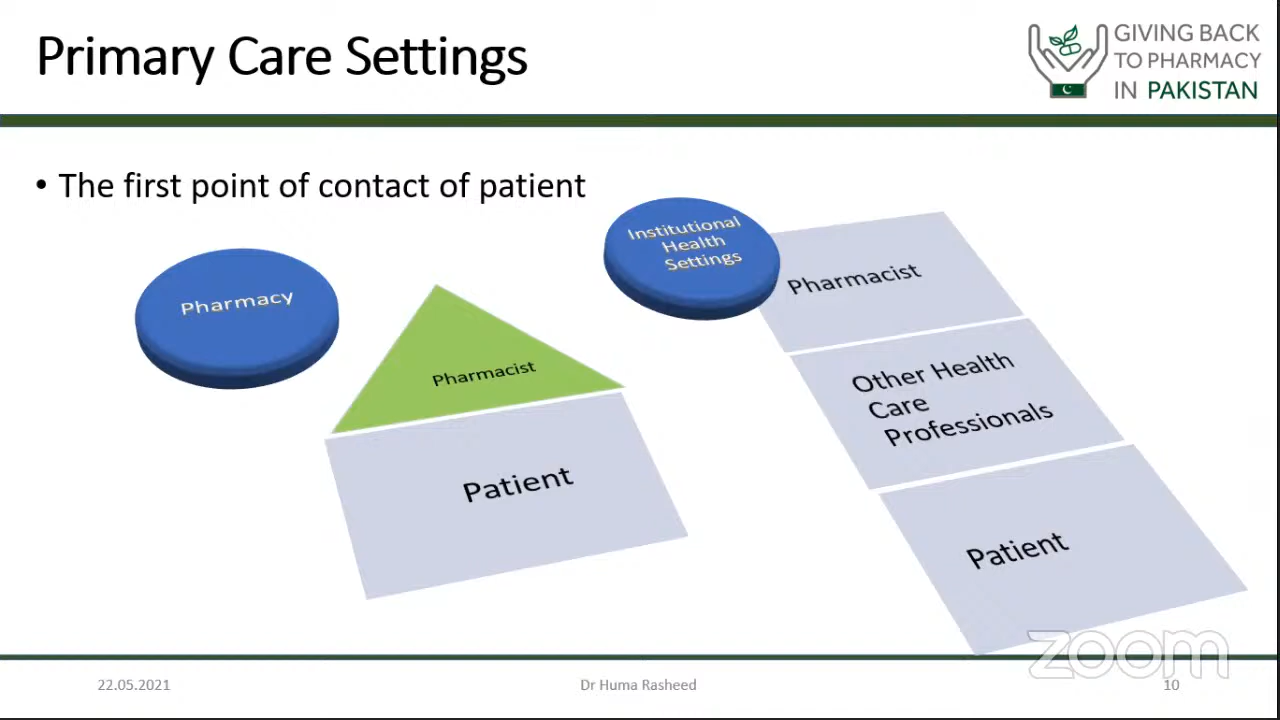 Primary Care Settings
GIVING BACK
TO PHARMACY
IN PAKISTAN
• The first point of contact of patient
Pharmacy
Pharmacist
Patient
Institutional
Health
Settings
Pharmacist
Other Health
Care
Professionals
Patient
zoom
22.05.2021
Dr Huma Rasheed
10